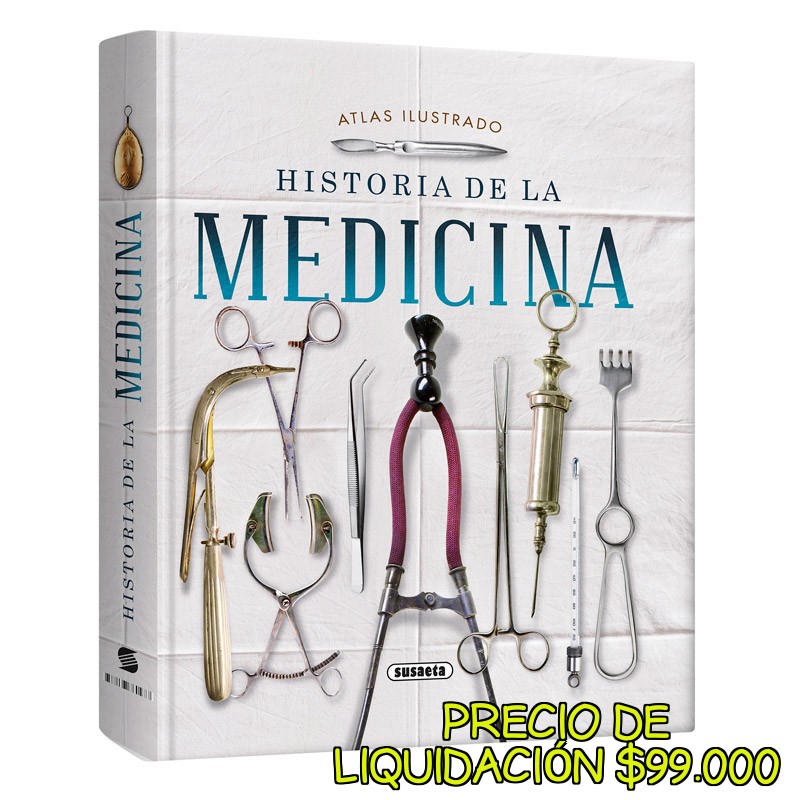 ATLAS ILUSTRADO
HISTORIA DE LA
MEDICINA
HISTORIA DE LA MEDICINA
susaeta
PRECIO DE
LIQUIDACIÓN $99.000